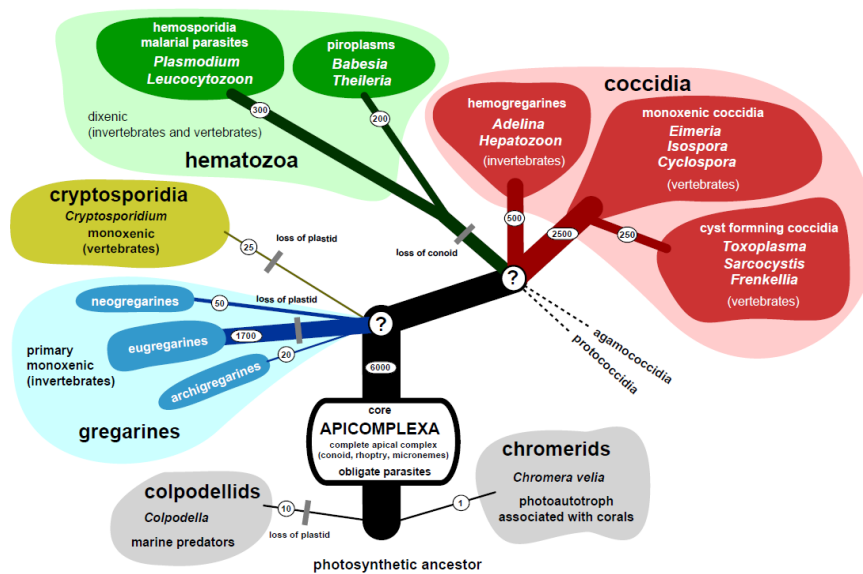 hemosporidia
malarial parasites
Plasmodium
Leucocytozoon
piroplasms
Babesia
Theileria
300
200
dixenic
(invertebrates and vertebrates)
hematozoa
coccidia
hemogregarines
Adelina
Hepatozoon
(invertebrates)
monoxenic coccidia
Eimeria
Isospora
Cyclospora
(vertebrates)
500
2500
250
cyst formning coccidia
Toxoplasma
Sarcocystis
Frenkellia
(vertebrates)
cryptosporidia
Cryptosporidium
monoxenic
(vertebrates)
25
loss of plastid
loss of conoid
?
agamococcidia
protococcidia
neogregarines
50
loss of plastid
?
eugregarines
1700
primary
monoxenic
(invertebrates)
archigregarines
20
gregarines
6000
core
APICOMPLEXA
complete apical complex
(conoid, rhoptry, micronemes)
obligate parasites
colpodellids
Colpodella
marine predators
10
loss of plastid
chromerids
Chromera velia
photoautotroph
associated with corals
1
photosynthetic ancestor